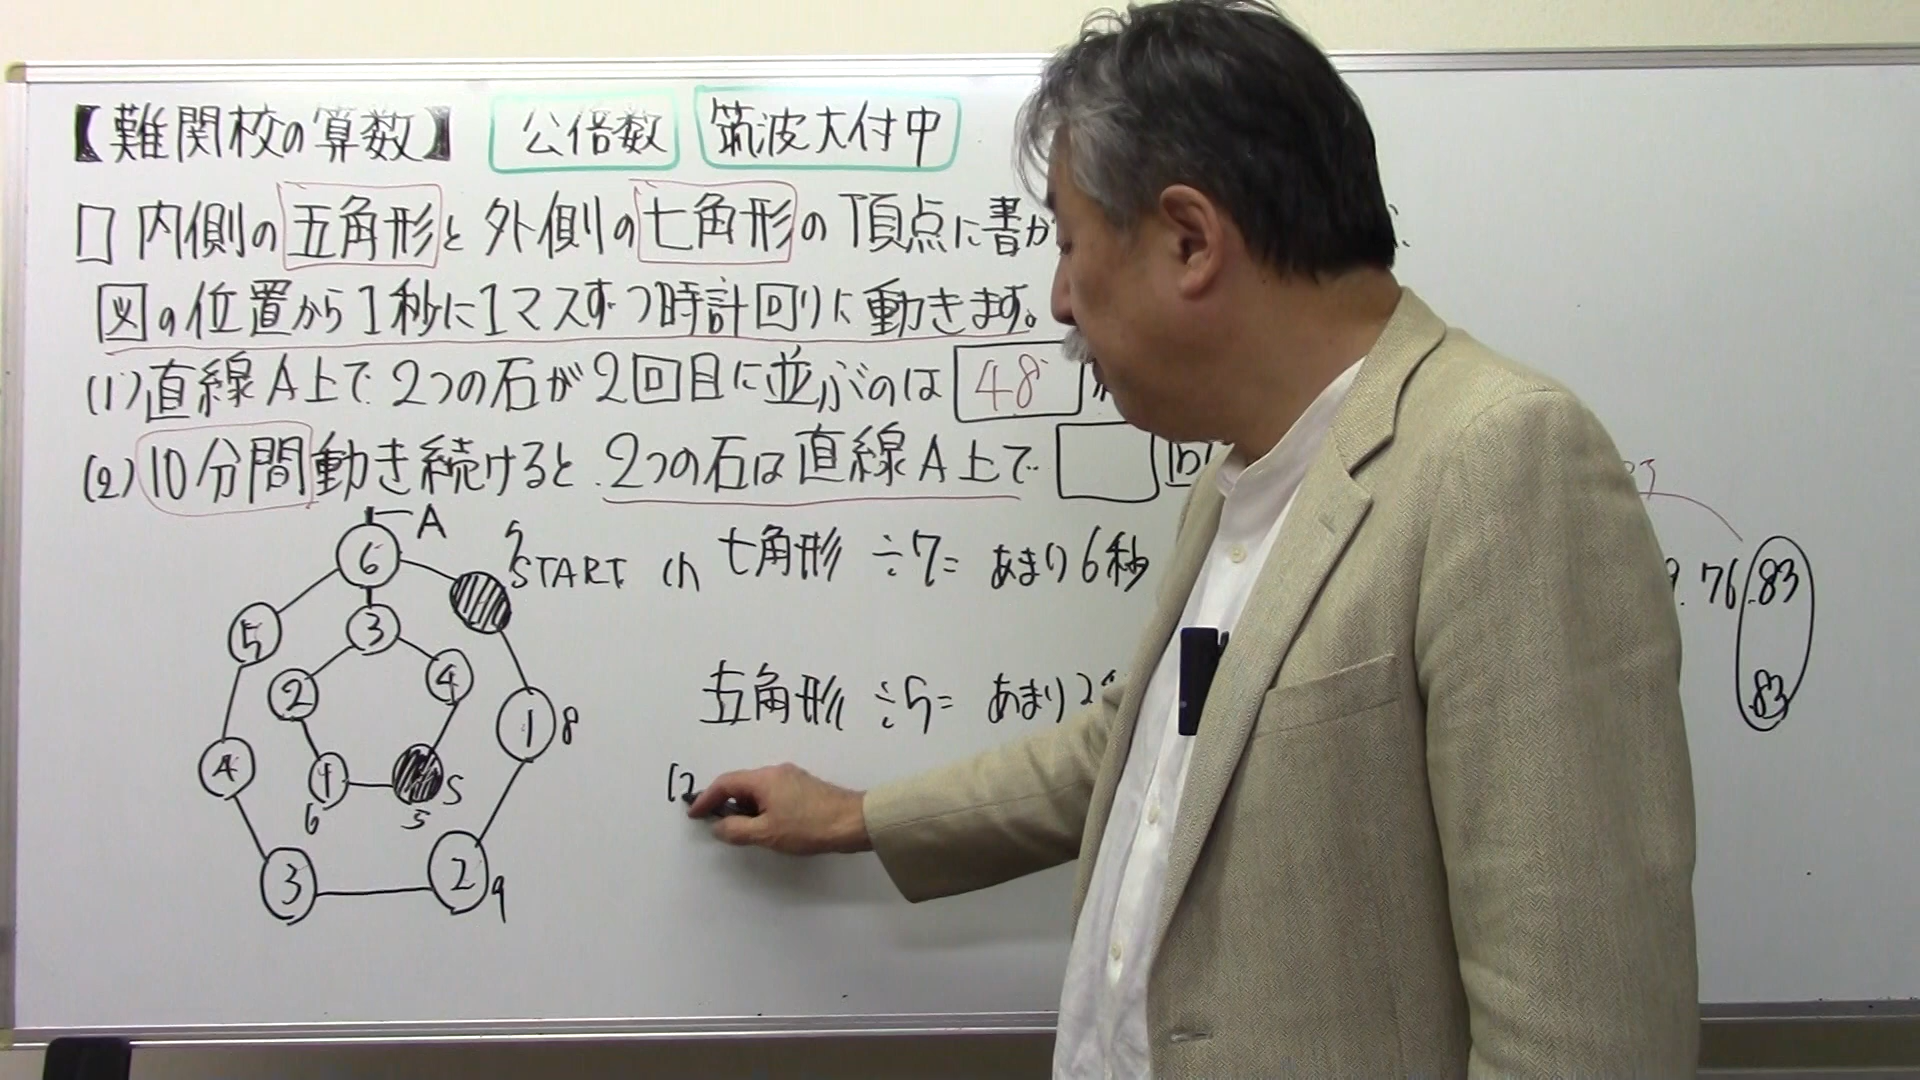 【難関校の算数】 公倍数 筑波大付中
□ 内側の五角形と外側の七角形の頂点に書か
図の位置から1秒に1マスずつ時計回りに動きます。
(1)直線A上で2つの石が2回目に並ぶのは 48
(2)10分間動き続けると2つの石は直線A上で
A
START
(1) 七角形 ÷7= あまり6秒
76 83
五角形 ÷5= あまり2
83
(2
6
5
3
2
4
1
8
4
1
6
5
5
3
2
9